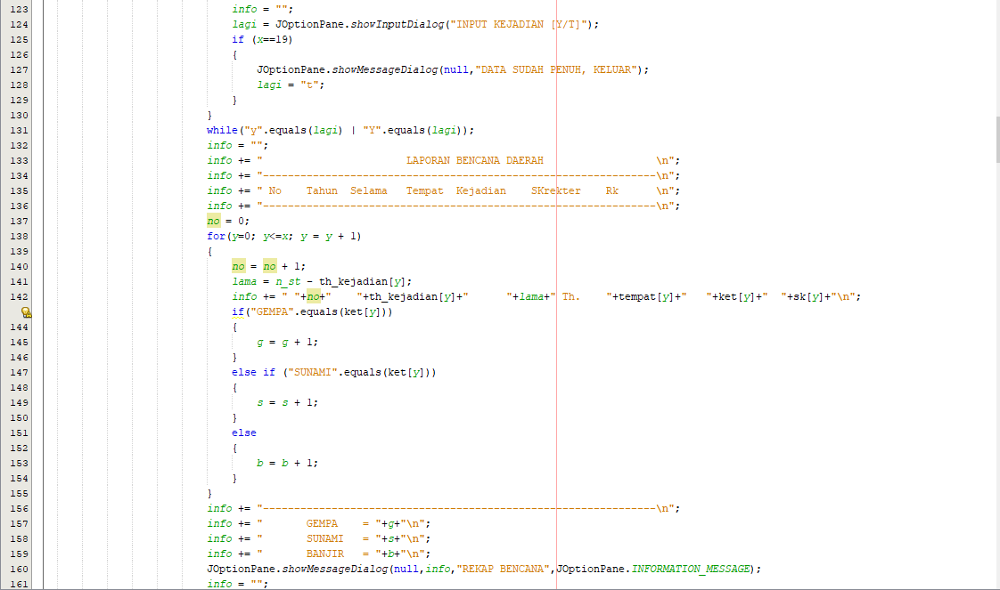 123 info = "";
124 lagi = JOptionPane.showInputDialog("INPUT KEJADIAN [Y/T]");
125 if (x==19)
126 {
127 JOptionPane.showMessageDialog(null,"DATA SUDAH PENUH, KELUAR");
128 lagi = "t";
129 }
130 }
131 while("y".equals(lagi) | "Y".equals(lagi));
132 info = "";
133 info += "                       LAPORAN BENCANA DAERAH                  \n";
134 info += "---------------------------------------------------------------\n";
135 info += " No    Tahun  Selama   Tempat  Kejadian    SKrekter    Rk      \n";
136 info += "---------------------------------------------------------------\n";
137 no = 0;
138 for(y=0; y<=x; y = y + 1)
139 {
140 no = no + 1;
141 lama = n_st - th_kejadian[y];
142 info += " "+no+"    "+th_kejadian[y]+"      "+lama+" Th.    "+tempat[y]+"   "+ket[y]+"  "+sk[y]+"\n";
if("GEMPA".equals(ket[y]))
144 {
145 g = g + 1;
146 }
147 else if ("SUNAMI".equals(ket[y]))
148 {
149 s = s + 1;
150 }
151 else
152 {
153 b = b + 1;
154 }
155 }
156 info += "---------------------------------------------------------------\n";
157 info += "       GEMPA    = "+g+"\n";
158 info += "       SUNAMI   = "+s+"\n";
159 info += "       BANJIR   = "+b+"\n";
160 JOptionPane.showMessageDialog(null,info,"REKAP BENCANA",JOptionPane.INFORMATION_MESSAGE);
161 info = "";